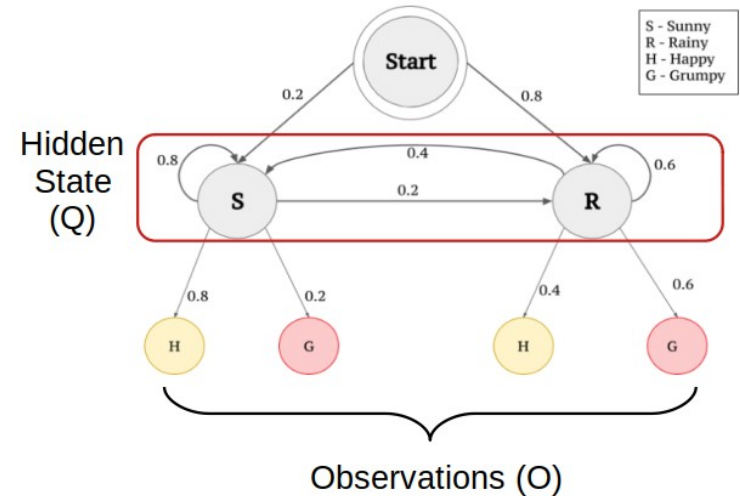 Start
S - Sunny
R - Rainy
H - Happy
G - Grumpy
0.2
0.8
Hidden
State
(Q)
0.8
0.4
0.6
S
0.2
R
0.8
0.2
0.4
0.6
H
G
H
G
Observations (O)